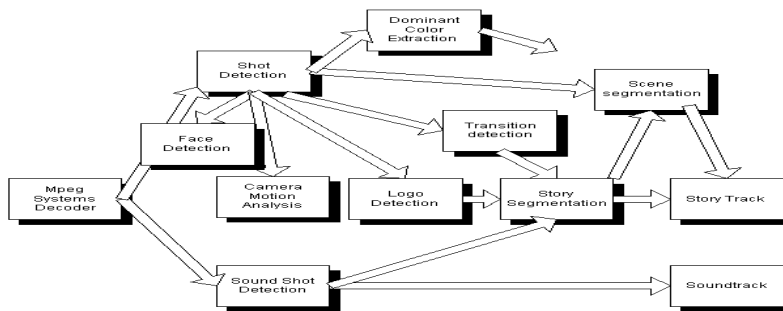 Dominant
Color
Extraction
Shot
Detection
Scene
segmentation
Face
Detection
Transition
detection
Mpeg
Systems
Decoder
Camera
Motion
Analysis
Logo
Detection
Story
Segmentation
Story Track
Sound Shot
Detection
Soundtrack